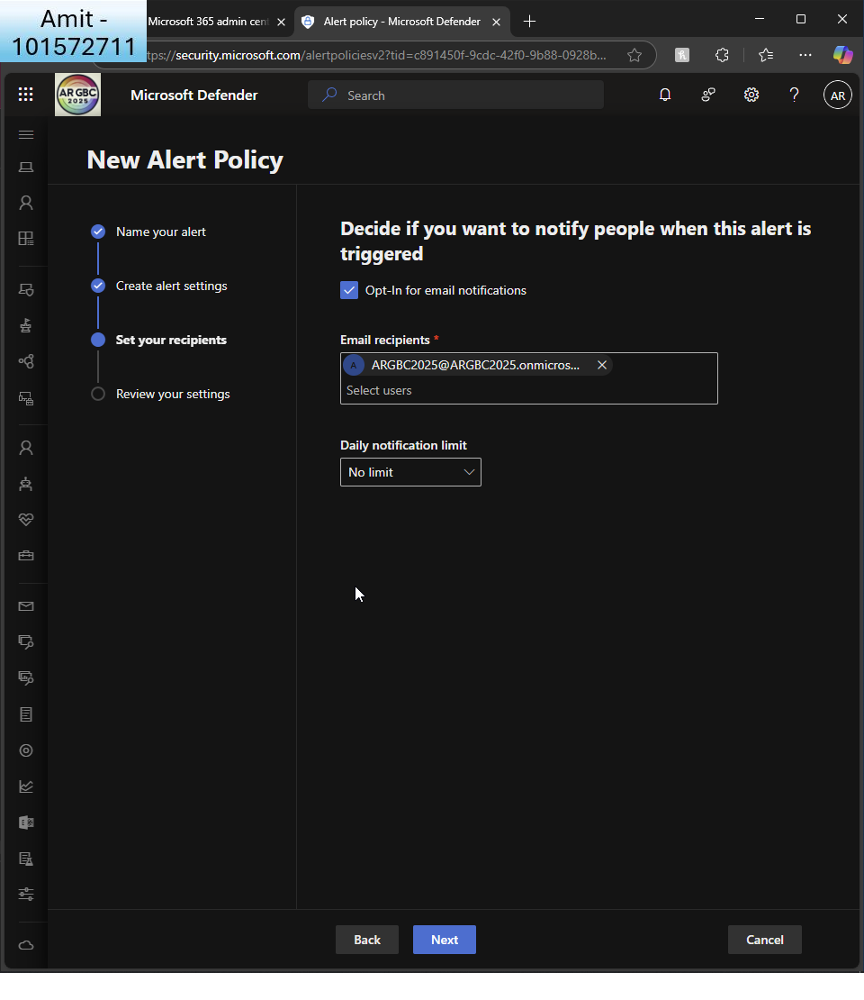 Amit -
101572711
Microsoft 365 admin cent
Alert policy - Microsoft Defender
tps://security.microsoft.com/alertpoliciesv2?tid=c891450f-9cdc-42f0-9b88-0928b...
AR GBC
2025
Microsoft Defender
Search
AR
New Alert Policy
Name your alert
Create alert settings
Set your recipients
Review your settings
Decide if you want to notify people when this alert is
triggered
Opt-In for email notifications
Email recipients *
A
ARGBC2025@ARGBC2025.onmicros...
Select users
Daily notification limit
No limit
Back
Next
Cancel